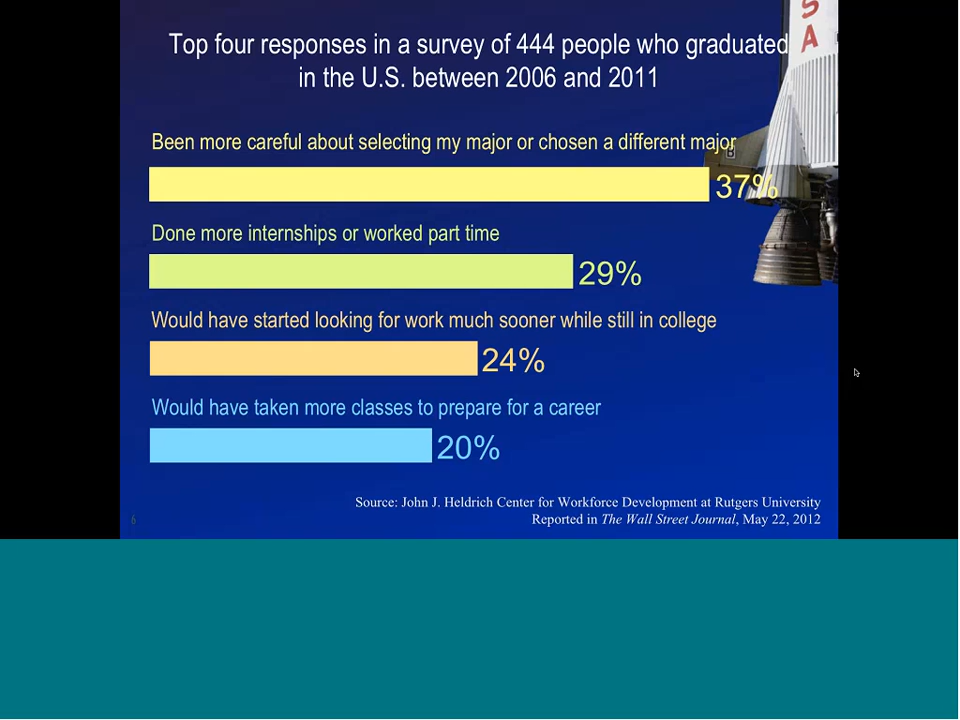 S
A
Top four responses in a survey of 444 people who graduated
in the U.S. between 2006 and 2011
Been more careful about selecting my major or chosen a different major
37%
Done more internships or worked part time
29%
Would have started looking for work much sooner while still in college
24%
Would have taken more classes to prepare for a career
20%
Source: John J. Heldrich Center for Workforce Development at Rutgers University
Reported in The Wall Street Journal, May 22, 2012
6